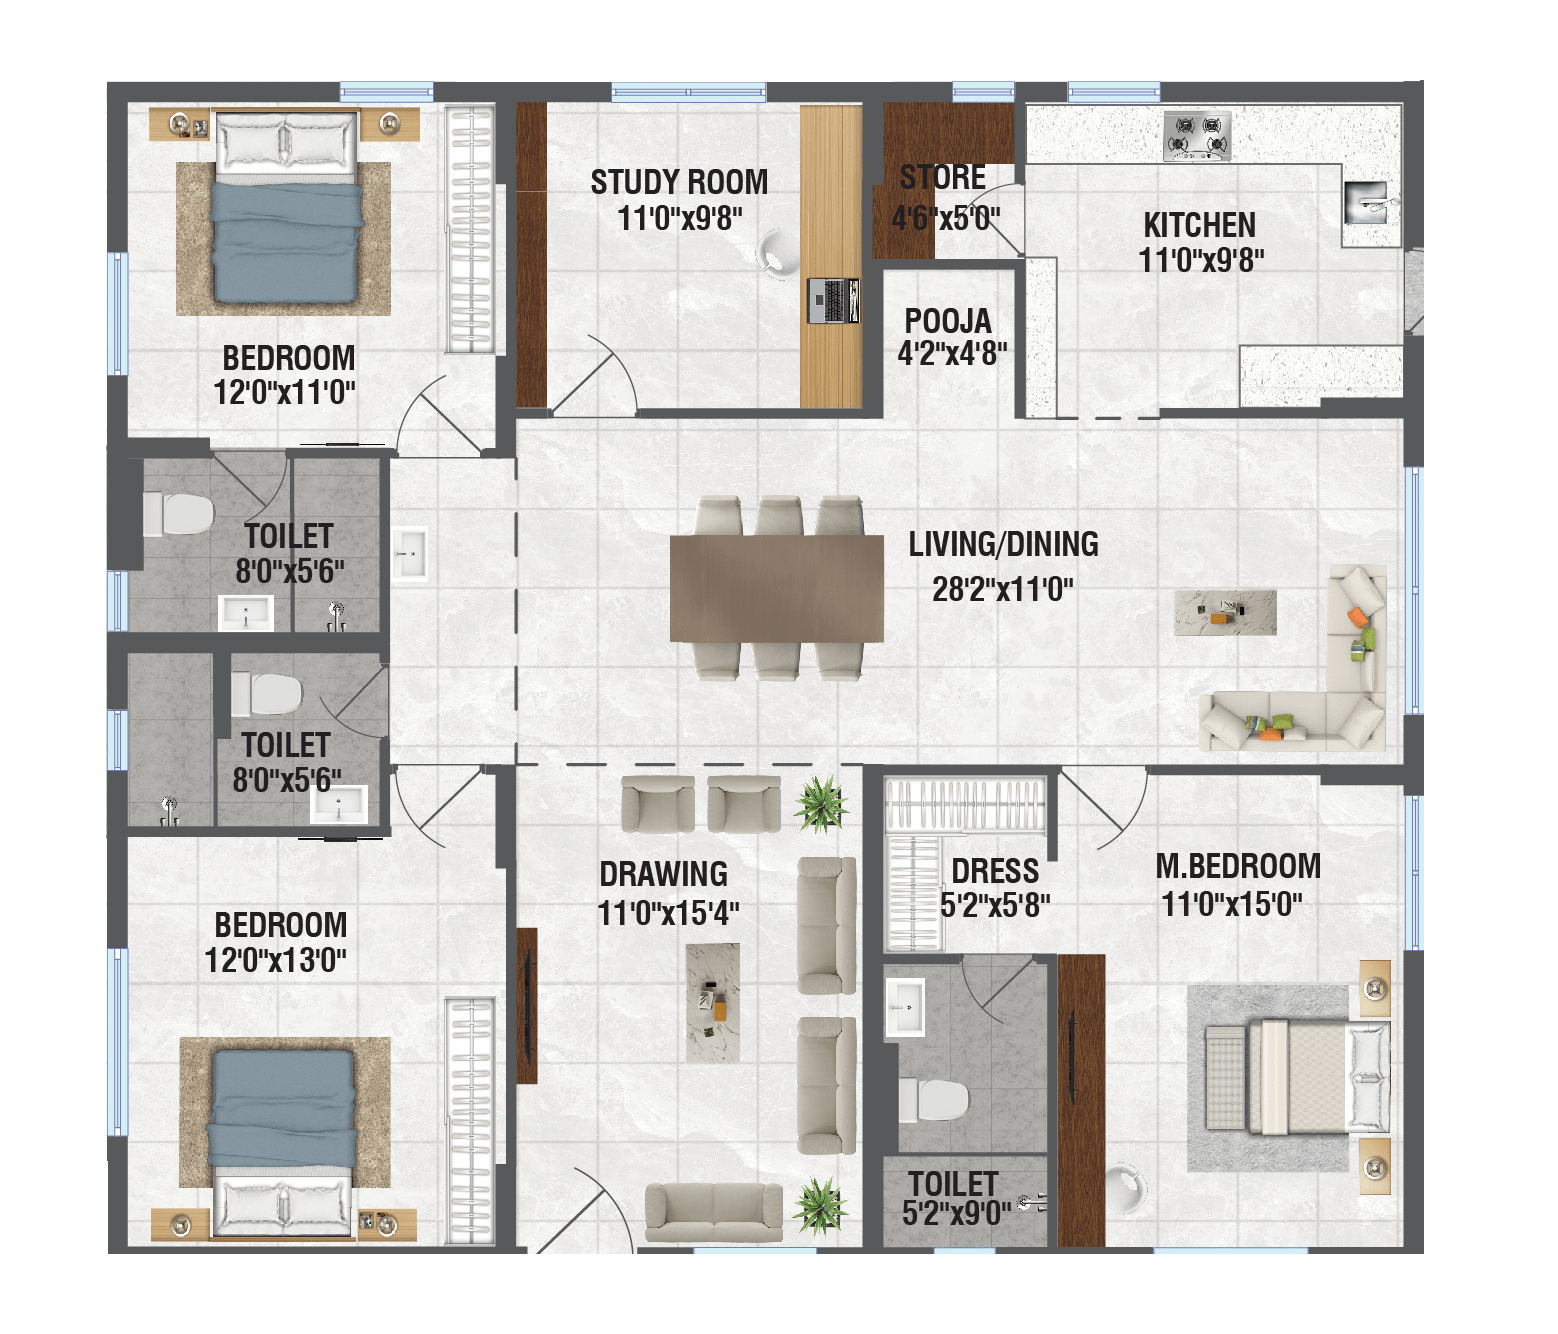 STUDY ROOM
11'0"x9'8"
STORE
4'6"x5'0"
KITCHEN
11'0"x9'8"
POOJA
4'2"x4'8"
BEDROOM
12'0"x11'0"
TOILET
8'0"x5'6"
LIVING/DINING
28'2"x11'0"
TOILET
8'0"x5'6"
DRAWING
11'0"x15'4"
DRESS
5'2"x5'8"
M.BEDROOM
11'0"x15'0"
BEDROOM
12'0"x13'0"
TOILET
5'2"x9'0"